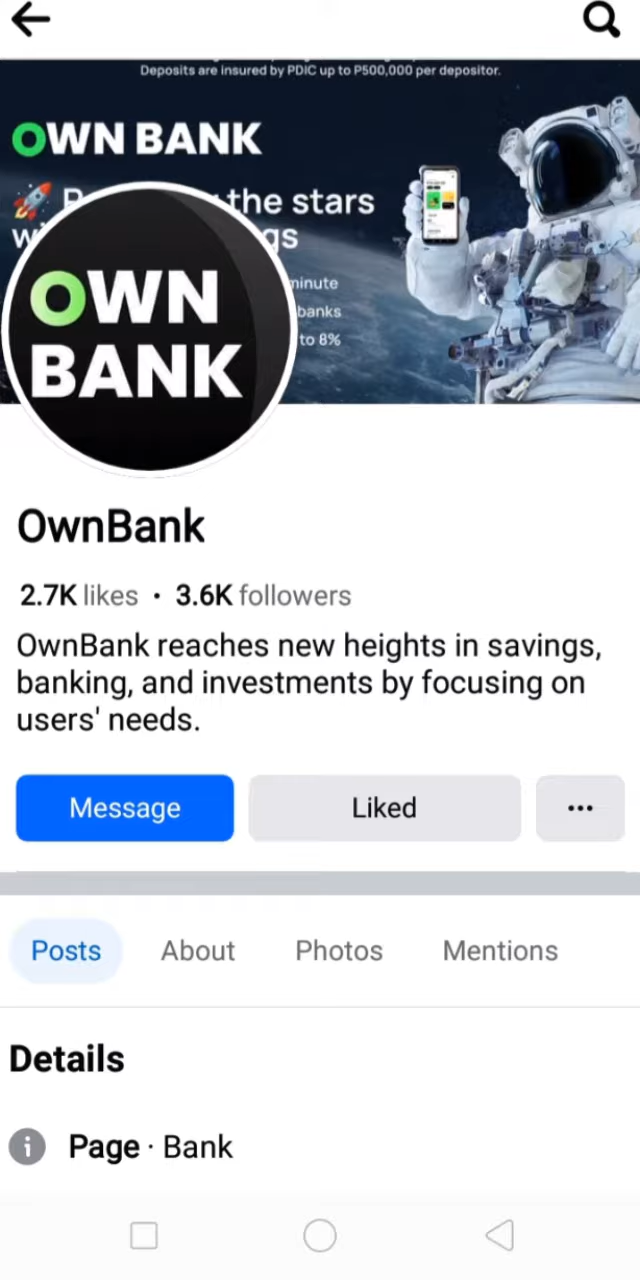 Deposits are insured by PDIC up to P500,000 per depositor.
OWN BANK
the stars
minute
banks
to 8%
OWN
BANK
OwnBank
2.7K likes · 3.6K followers
OwnBank reaches new heights in savings,
banking, and investments by focusing on
users' needs.
Message
Liked
Posts
About
Photos
Mentions
Details
Page · Bank